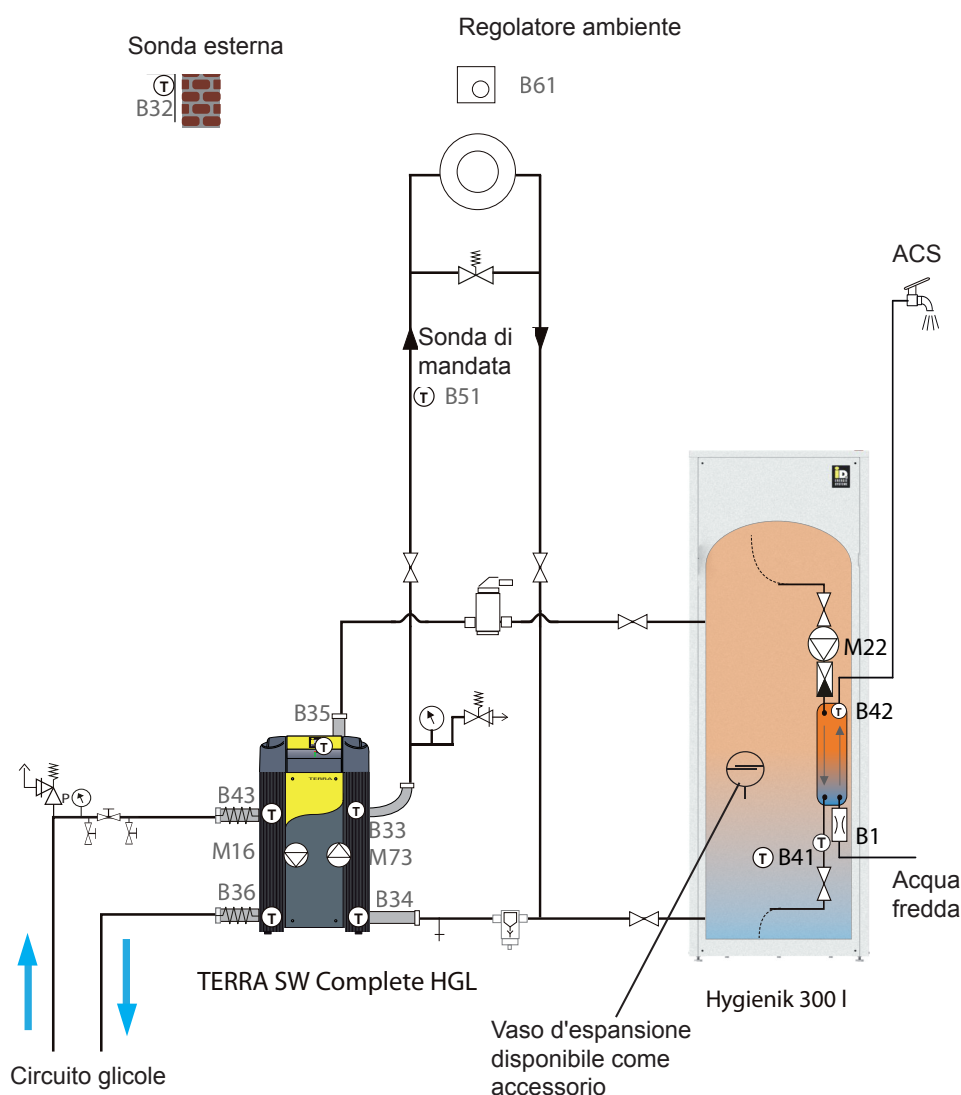 Regolatore ambiente
Sonda esterna
T
B32
B61
ACS
Sonda di
mandata
T B51
M22
B35
T
TERRA
B42
T
P
B43
T
T
B33
M16
M73
B1
T
T B41
B36
T
T
B34
Acqua
fredda
TERRA SW Complete HGL
Hygienik 300 l
Vaso d'espansione
disponibile come
accessorio
Circuito glicole